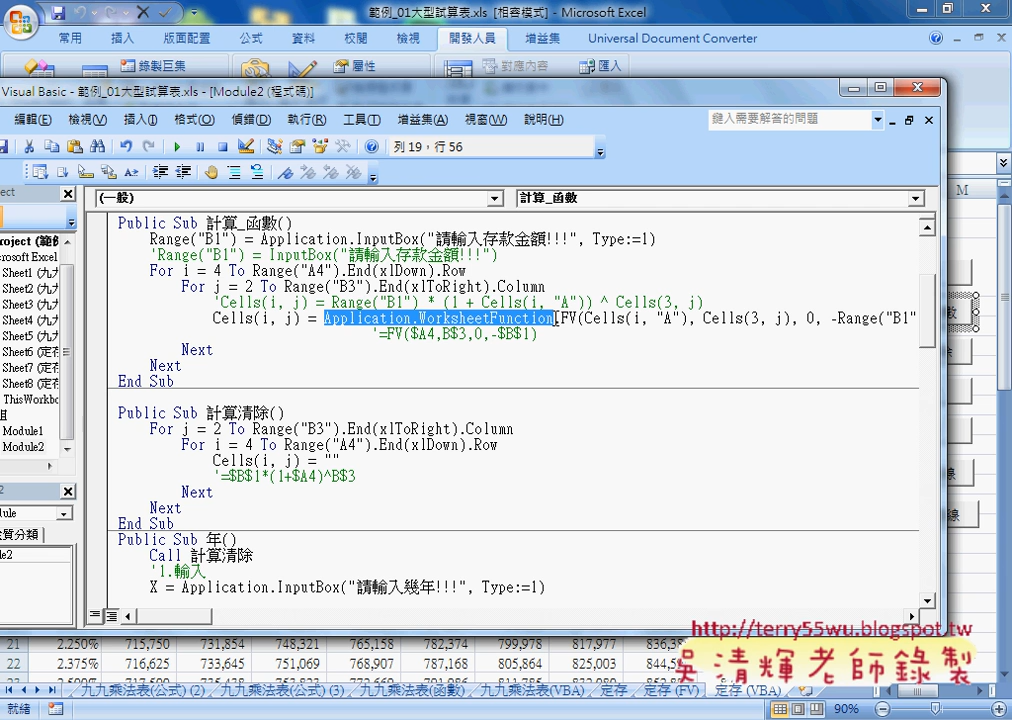 範例_01大型試算表.xls [相容模式] - Microsoft Excel
常用 插入 版面配置 公式 資料 校閱 檢視 開發人員 增益集 Universal Document Converter
錄製巨集 屬性 對應內容 匯入
Visual Basic - 範例_01大型試算表.xls - [Module2 (程式碼)]
編輯(E) 檢視(V) 插入(I) 格式(O) 偵錯(D) 執行(R) 工具(T) 增益集(A) 視窗(W) 說明(H) 鍵入需要解答的問題
列 19，行 56
(一般) 計算_函數
M
Public Sub 計算_函數()
Range("B1") = Application.InputBox("請輸入存款金額!!!", Type:=1)
'Range("B1") = InputBox("請輸入存款金額!!!")
For i = 4 To Range("A4").End(xlDown).Row
For j = 2 To Range("B3").End(xlToRight).Column
'Cells(i, j) = Range("B1") * (1 + Cells(i, "A")) ^ Cells(3, j)
Cells(i, j) = Application.WorksheetFunction.FV(Cells(i, "A"), Cells(3, j), 0, -Range("B1"
'=FV($A4,B$3,0,-$B$1)
Next
Next
End Sub
Public Sub 計算清除()
For j = 2 To Range("B3").End(xlToRight).Column
For i = 4 To Range("A4").End(xlDown).Row
Cells(i, j) = ""
'=$B$1*(1+$A4)^B$3
Next
Next
End Sub
Public Sub 年()
Call 計算清除
'1.輸入
X = Application.InputBox("請輸入幾年!!!", Type:=1)
Sheet1 (九
Sheet2 (九
Sheet3 (九
Sheet4 (九
Sheet5 (九
Sheet6 (定
Sheet7 (定
Sheet8 (定
ThisWorkbo
Module1
Module2
http://terry55wu.blogspot.tw
吳清輝老師錄製
21 2.250% 715,750 731,854 748,321 765,158 782,374 799,978 817,977 836,3
22 2.375% 716,625 733,645 751,069 768,907 787,168 805,864 825,003 844,5
九九乘法表(公式) (2) 九九乘法表(公式) (3) 九九乘法表(函數) 九九乘法表(VBA) 定存 定存 (FV) 定存 (VBA)
就緒 90%